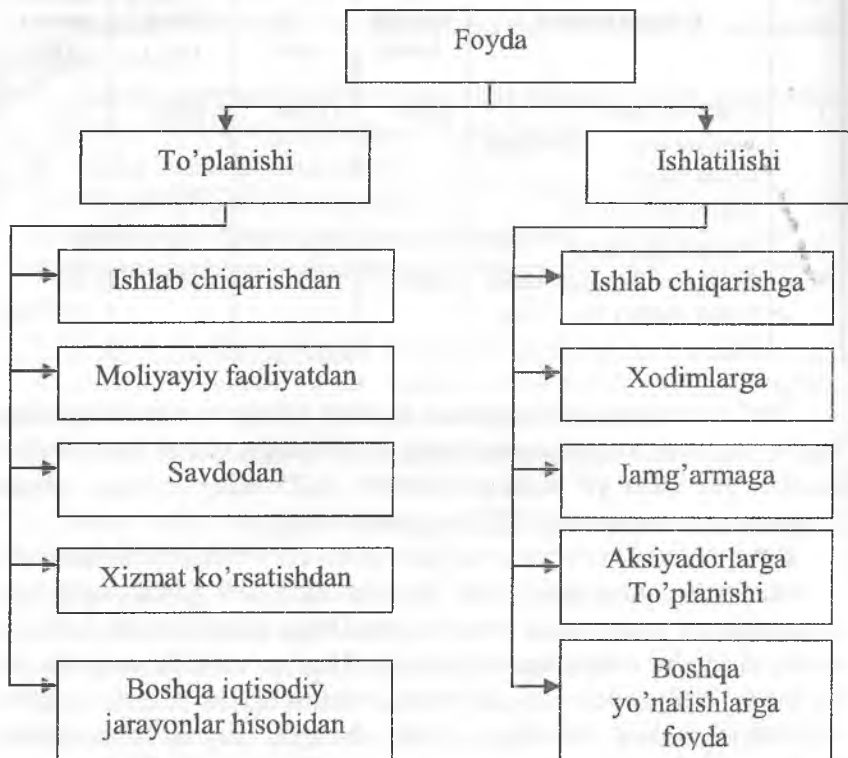 Foyda
To'planishi
Ishlatilishi
Ishlab chiqarishdan
Moliyayiy faoliyatdan
Savdodan
Xizmat ko'rsatishdan
Boshqa iqtisodiy
jarayonlar hisobidan
Ishlab chiqarishga
Xodimlarga
Jamg'armaga
Aksiyadorlarga
To'planishi
Boshqa
yo'nalishlarga
foyda